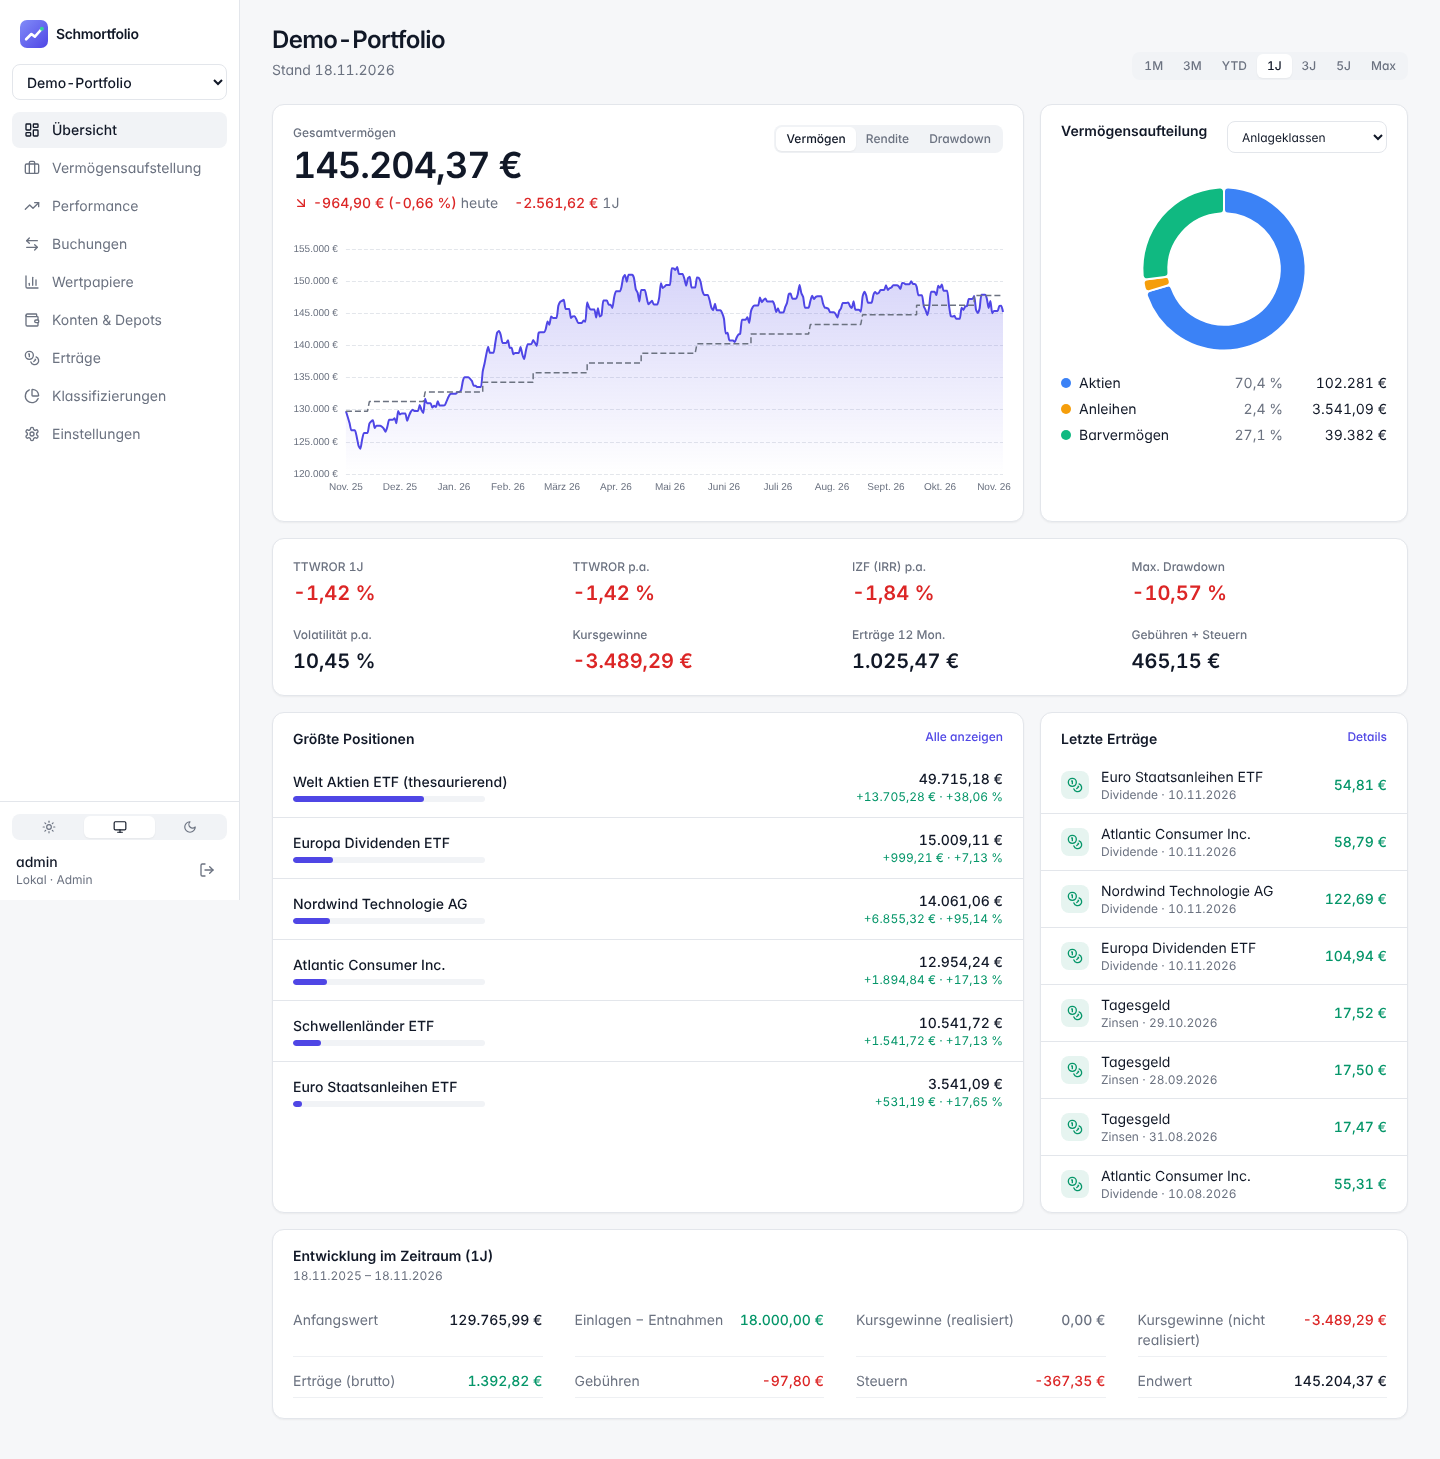 Schmortfolio
Demo-Portfolio
Übersicht
Vermögensaufstellung
Performance
Buchungen
Wertpapiere
Konten & Depots
Erträge
Klassifizierungen
Einstellungen
admin
Lokal · Admin
Demo-Portfolio
Stand 18.11.2026
1M 3M YTD 1J 3J 5J Max
Gesamtvermögen
145.204,37 €
-964,90 € (-0,66 %) heute -2.561,62 € 1J
Vermögen Rendite Drawdown
155.000 €
150.000 €
145.000 €
140.000 €
135.000 €
130.000 €
125.000 €
120.000 €
Nov. 25 Dez. 25 Jan. 26 Feb. 26 März 26 Apr. 26 Mai 26 Juni 26 Juli 26 Aug. 26 Sept. 26 Okt. 26 Nov. 26
Vermögensaufteilung
Anlageklassen
Aktien 70,4 % 102.281 €
Anleihen 2,4 % 3.541,09 €
Barvermögen 27,1 % 39.382 €
TTWROR 1J TTWROR p.a. IZF (IRR) p.a. Max. Drawdown
-1,42 % -1,42 % -1,84 % -10,57 %
Volatilität p.a. Kursgewinne Erträge 12 Mon. Gebühren + Steuern
10,45 % -3.489,29 € 1.025,47 € 465,15 €
Größte Positionen Alle anzeigen
Welt Aktien ETF (thesaurierend) 49.715,18 €
+13.705,28 € · +38,06 %
Europa Dividenden ETF 15.009,11 €
+999,21 € · +7,13 %
Nordwind Technologie AG 14.061,06 €
+6.855,32 € · +95,14 %
Atlantic Consumer Inc. 12.954,24 €
+1.894,84 € · +17,13 %
Schwellenländer ETF 10.541,72 €
+1.541,72 € · +17,13 %
Euro Staatsanleihen ETF 3.541,09 €
+531,19 € · +17,65 %
Letzte Erträge Details
Euro Staatsanleihen ETF 54,81 €
Dividende · 10.11.2026
Atlantic Consumer Inc. 58,79 €
Dividende · 10.11.2026
Nordwind Technologie AG 122,69 €
Dividende · 10.11.2026
Europa Dividenden ETF 104,94 €
Dividende · 10.11.2026
Tagesgeld 17,52 €
Zinsen · 29.10.2026
Tagesgeld 17,50 €
Zinsen · 28.09.2026
Tagesgeld 17,47 €
Zinsen · 31.08.2026
Atlantic Consumer Inc. 55,31 €
Dividende · 10.08.2026
Entwicklung im Zeitraum (1J)
18.11.2025 – 18.11.2026
Anfangswert 129.765,99 € Einlagen − Entnahmen 18.000,00 € Kursgewinne (realisiert) 0,00 € Kursgewinne (nicht -3.489,29 €
realisiert)
Erträge (brutto) 1.392,82 € Gebühren -97,80 € Steuern -367,35 € Endwert 145.204,37 €